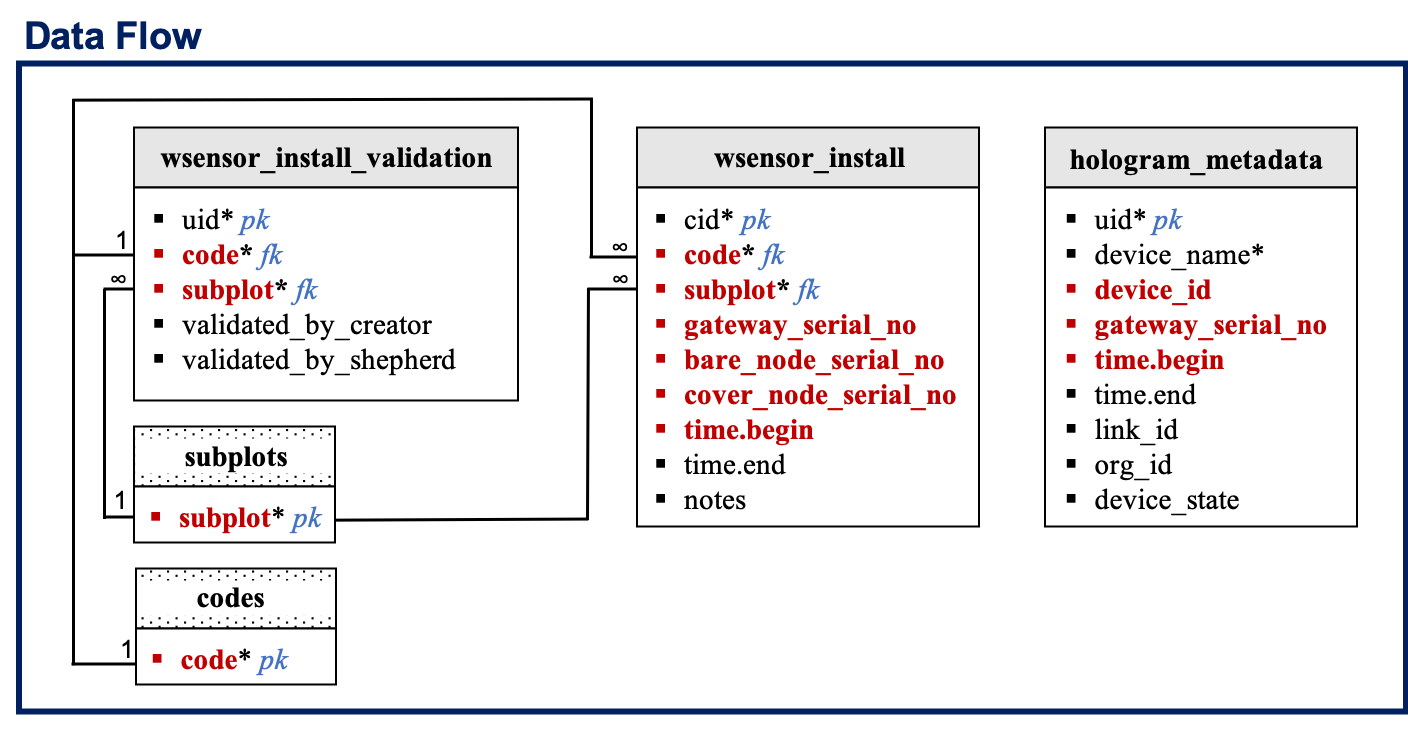 Data Flow
wsensor_install_validation
uid* pk
1
code* fk
∞
subplot* fk
validated_by_creator
validated_by_shepherd
subplots
1
subplot* pk
codes
1
code* pk
wsensor_install
cid* pk
∞
code* fk
∞
subplot* fk
gateway_serial_no
bare_node_serial_no
cover_node_serial_no
time.begin
time.end
notes
hologram_metadata
uid* pk
device_name*
device_id
gateway_serial_no
time.begin
time.end
link_id
org_id
device_state